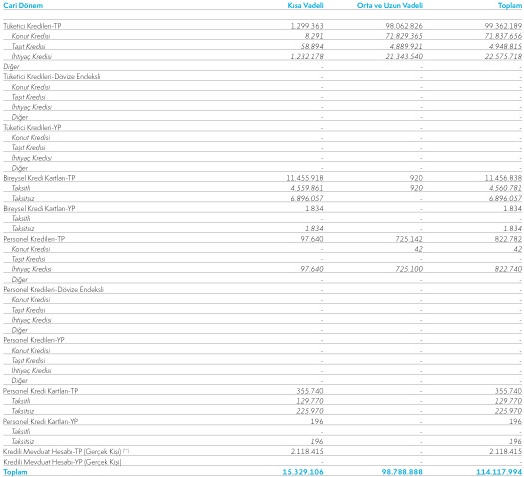 Cari Dönem Kısa Vadeli Orta ve Uzun Vadeli Toplam
Tüketici Kredileri-TP 1.299.363 98.062.826 99.362.189
Konut Kredisi 8.291 71.829.365 71.837.656
Taşıt Kredisi 58.894 4.889.921 4.948.815
İhtiyaç Kredisi 1.232.178 21.343.540 22.575.718
Diğer - - -
Tüketici Kredileri-Dövize Endeksli - - -
Konut Kredisi - - -
Taşıt Kredisi - - -
İhtiyaç Kredisi - - -
Diğer - - -
Tüketici Kredileri-YP - - -
Konut Kredisi - - -
Taşıt Kredisi - - -
İhtiyaç Kredisi - - -
Diğer - - -
Bireysel Kredi Kartları-TP 11.455.918 920 11.456.838
Taksitli 4.559.861 920 4.560.781
Taksitsiz 6.896.057 - 6.896.057
Bireysel Kredi Kartları-YP 1.834 - 1.834
Taksitli - - -
Taksitsiz 1.834 - 1.834
Personel Kredileri-TP 97.640 725.142 822.782
Konut Kredisi - 42 42
Taşıt Kredisi - - -
İhtiyaç Kredisi 97.640 725.100 822.740
Diğer - - -
Personel Kredileri-Dövize Endeksli - - -
Konut Kredisi - - -
Taşıt Kredisi - - -
İhtiyaç Kredisi - - -
Diğer - - -
Personel Kredileri-YP - - -
Konut Kredisi - - -
Taşıt Kredisi - - -
İhtiyaç Kredisi - - -
Diğer - - -
Personel Kredi Kartları-TP 355.740 - 355.740
Taksitli 129.770 - 129.770
Taksitsiz 225.970 - 225.970
Personel Kredi Kartları-YP 196 - 196
Taksitli - - -
Taksitsiz 196 - 196
Kredili Mevduat Hesabı-TP (Gerçek Kişi) 2.118.415 - 2.118.415
Kredili Mevduat Hesabı-YP (Gerçek Kişi) - - -
Toplam 15.329.106 98.788.888 114.117.994